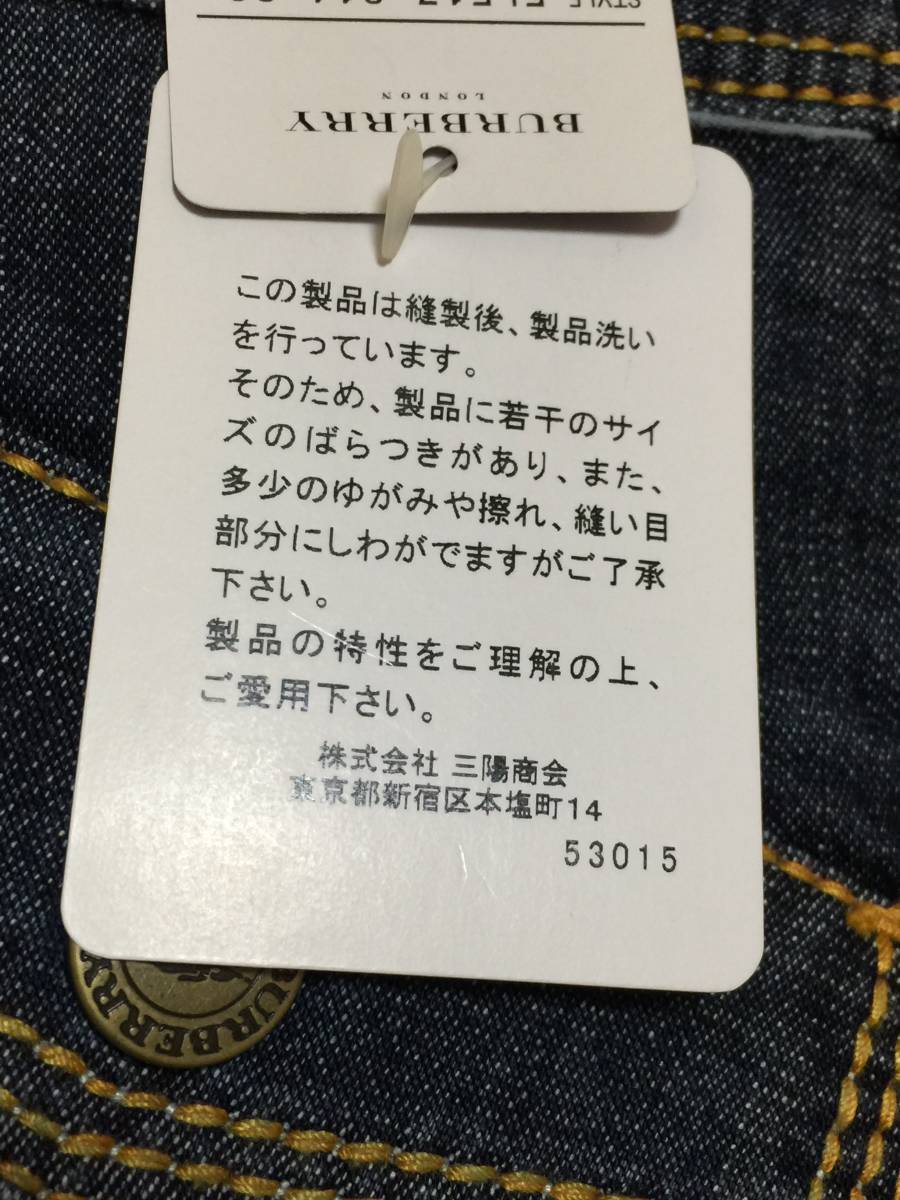 BURBERRY
LONDON
この製品は縫製後、製品洗い
を行っています。
そのため、製品に若干のサイ
ズのばらつきがあり、また、
多少のゆがみや擦れ、縫い目
部分にしわがでますがご了承
下さい。
製品の特性をご理解の上、
ご愛用下さい。
株式会社 三陽商会
東京都新宿区本塩町14
53015
BURBERRY